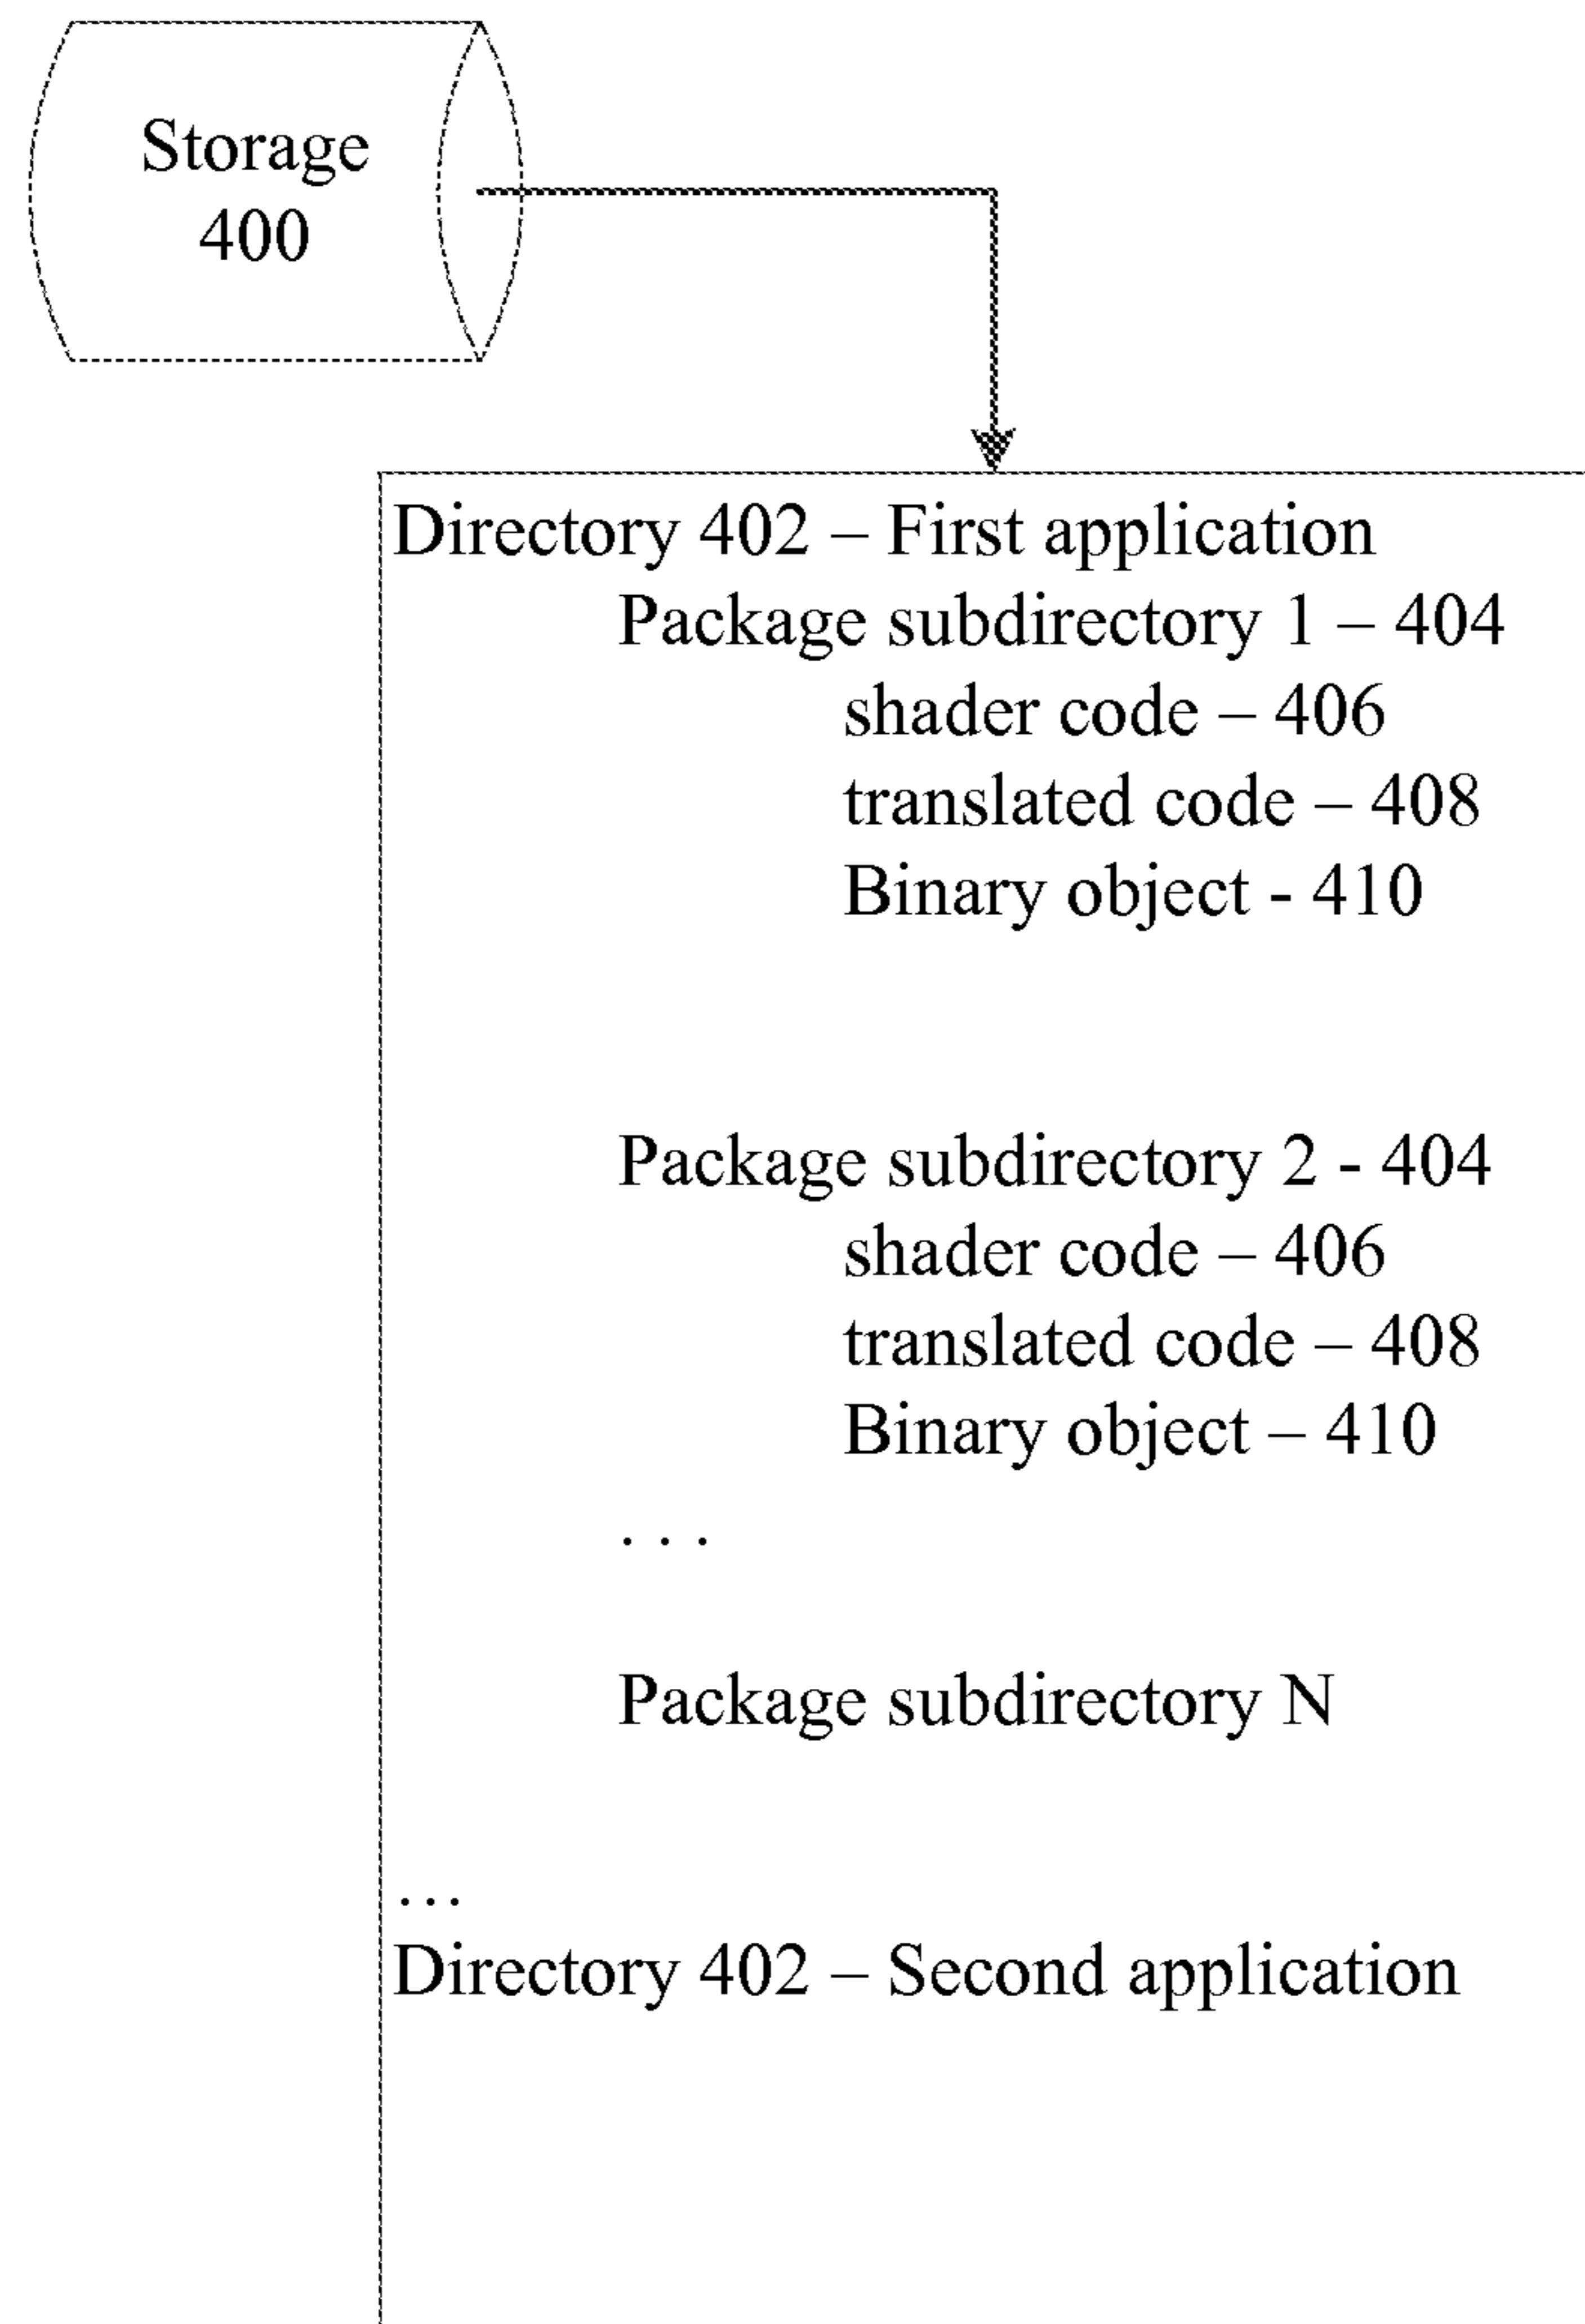 Storage
400
Directory 402 – First application
Package subdirectory 1 – 404
shader code – 406
translated code – 408
Binary object - 410
Package subdirectory 2 - 404
shader code – 406
translated code – 408
Binary object – 410
. . .
Package subdirectory N
…
Directory 402 – Second application